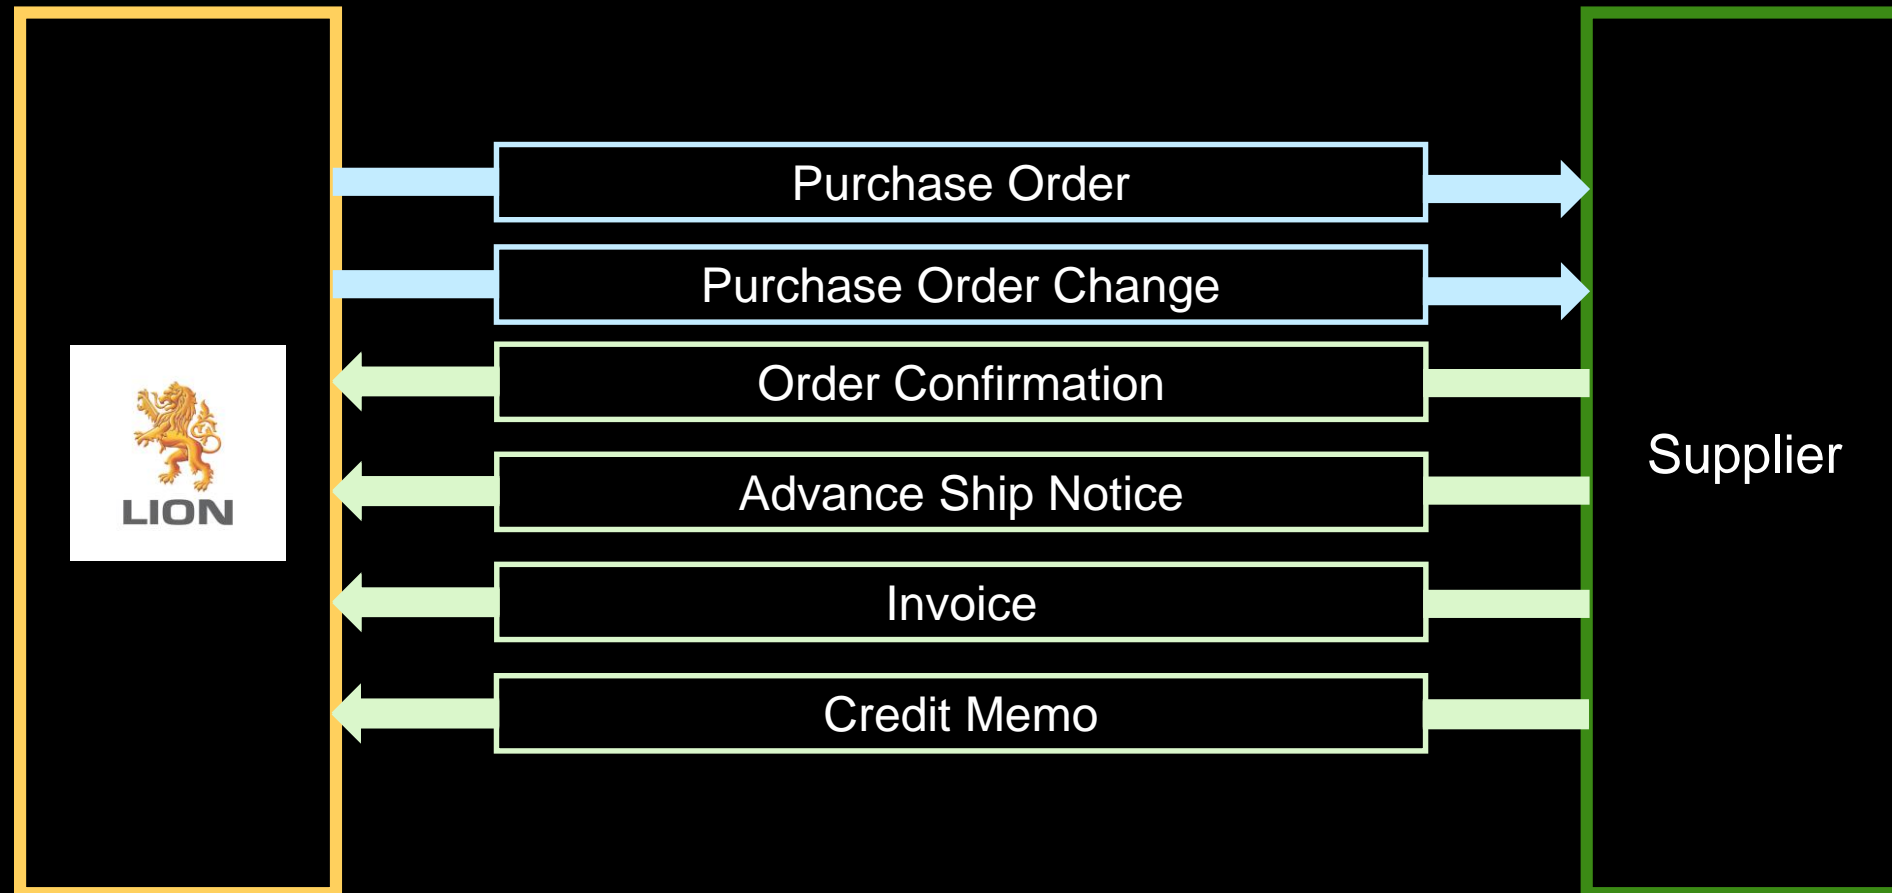 Purchase Order
Purchase Order Change
Order Confirmation
LION
Supplier
Advance Ship Notice
Invoice
Credit Memo